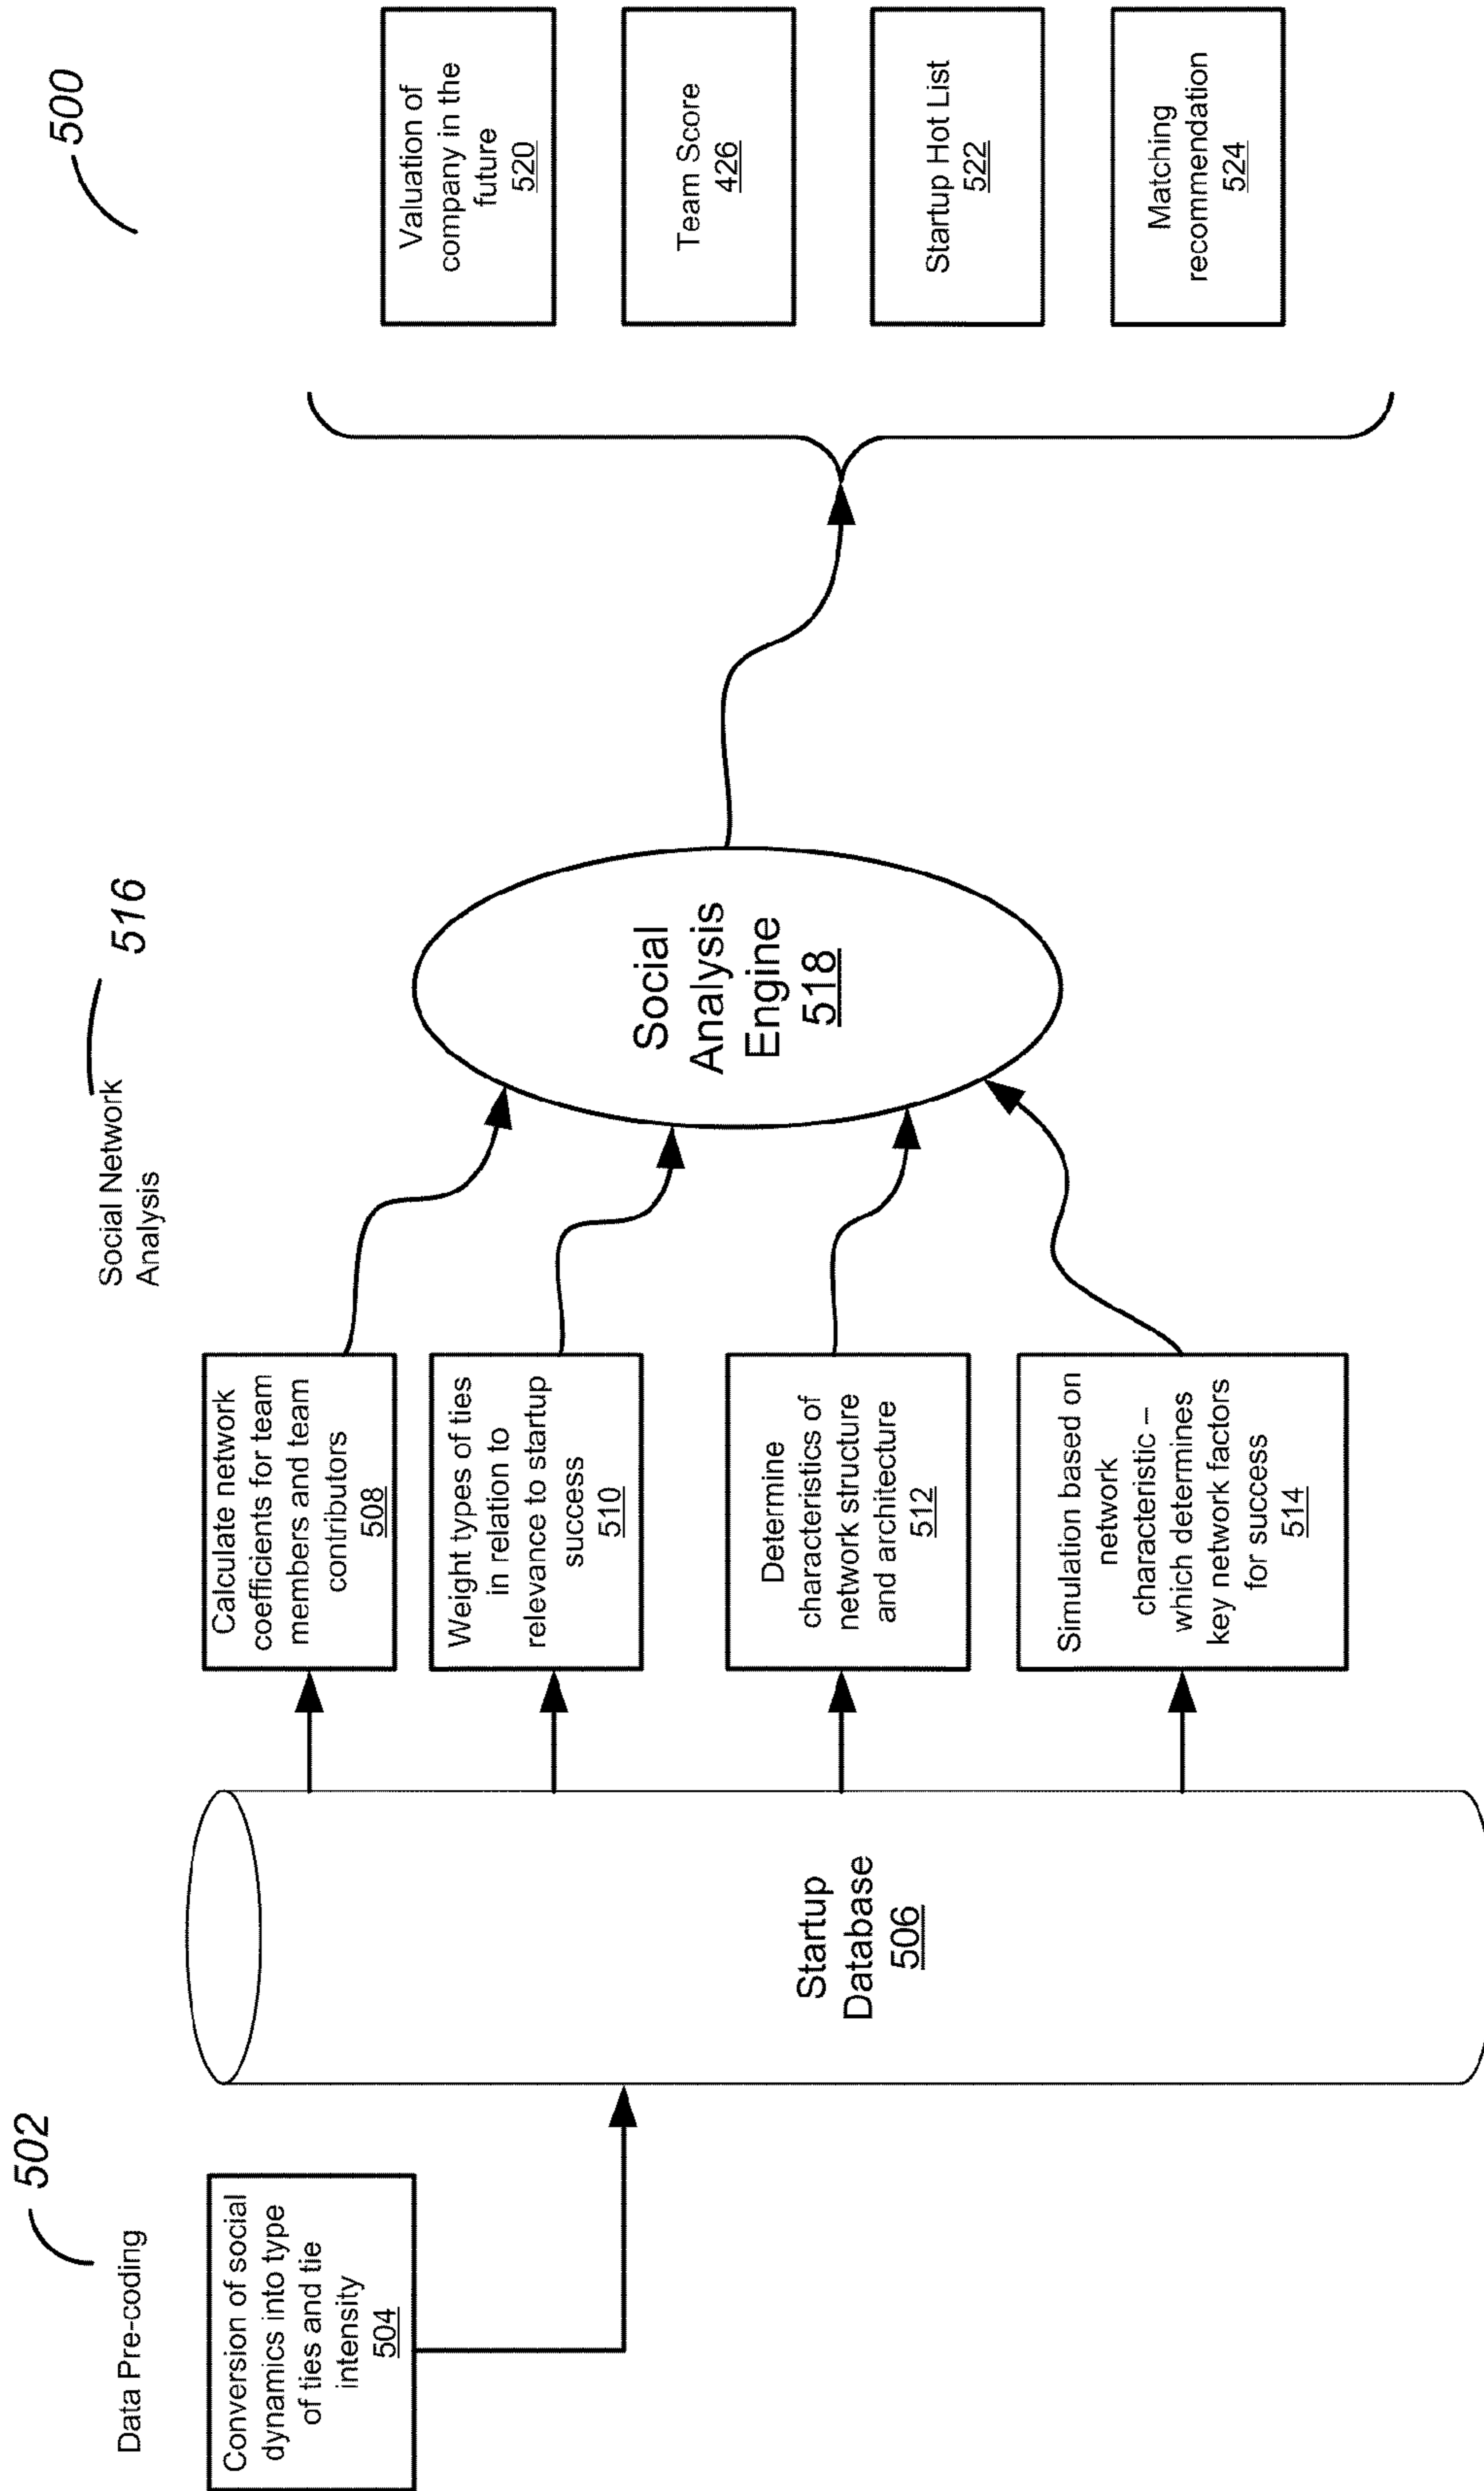 500
502
Data Pre-coding
Conversion of social
dynamics into type
of ties and tie
intensity
504
Startup
Database
506
516
Social Network
Analysis
Calculate network
coefficients for team
members and team
contributors
508
Weight types of ties
in relation to
relevance to startup
success
510
Determine
characteristics of
network structure
and architecture
512
Simulation based on
network
characteristic –
which determines
key network factors
for success
514
Social
Analysis
Engine
518
Valuation of
company in the
future
520
Team Score
426
Startup Hot List
522
Matching
recommendation
524